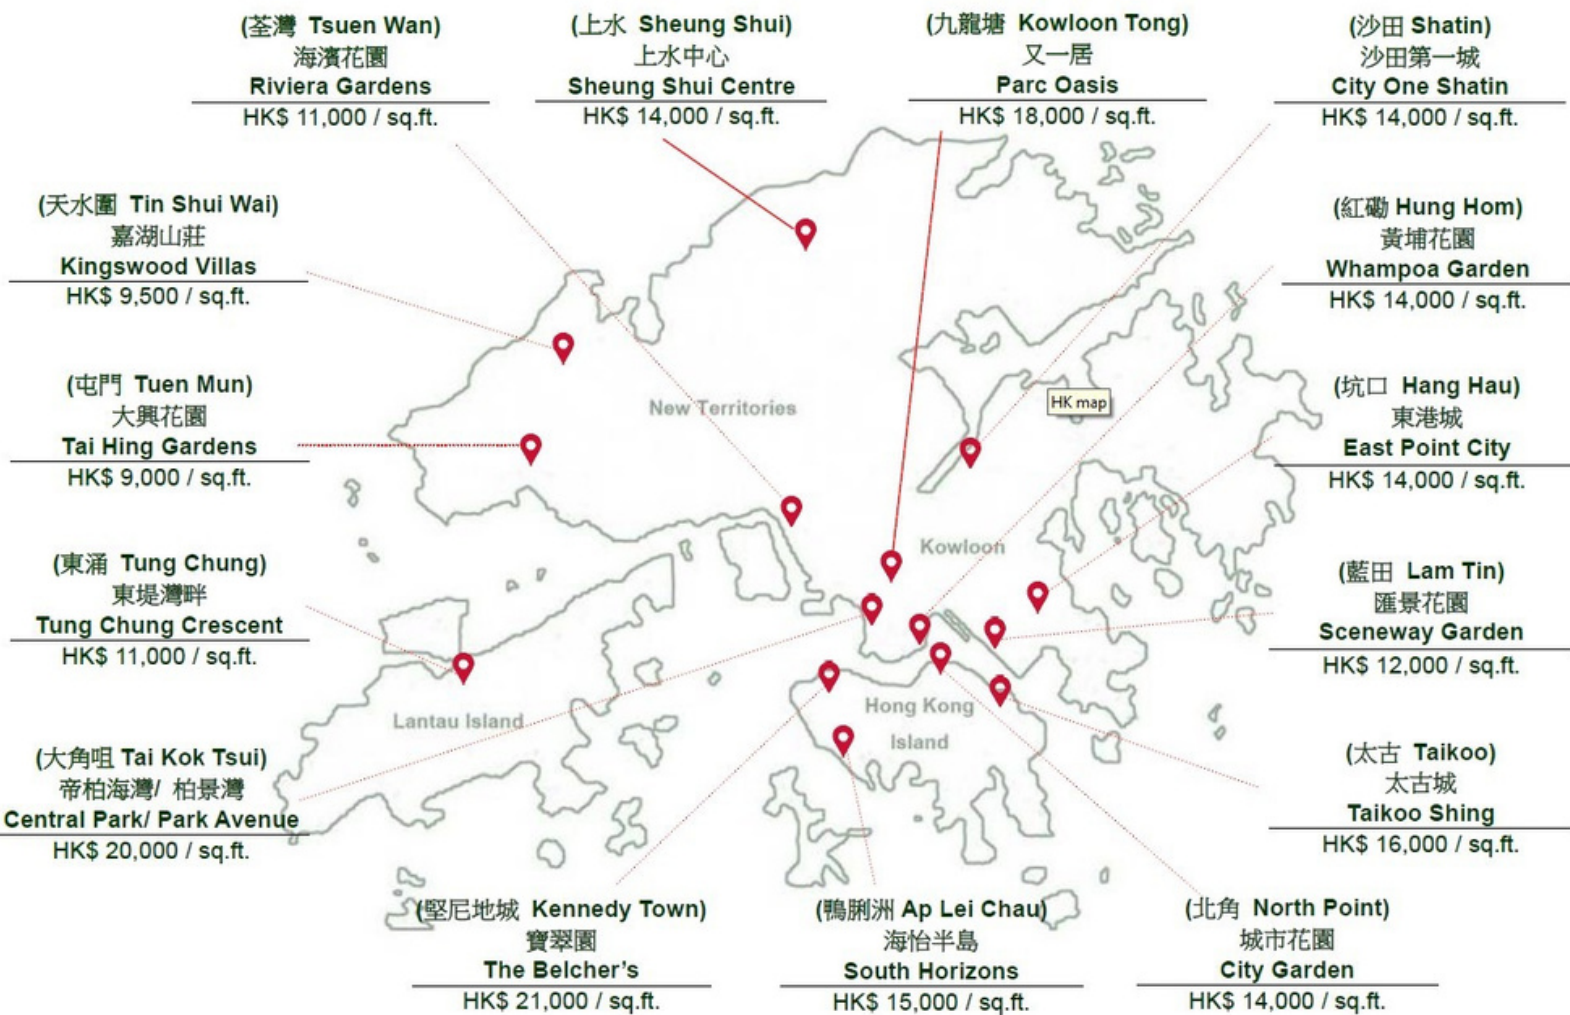 (荃灣 Tsuen Wan)
海濱花園
Riviera Gardens
HK$ 11,000 / sq.ft.
(上水 Sheung Shui)
上水中心
Sheung Shui Centre
HK$ 14,000 / sq.ft.
(九龍塘 Kowloon Tong)
又一居
Parc Oasis
HK$ 18,000 / sq.ft.
(沙田 Shatin)
沙田第一城
City One Shatin
HK$ 14,000 / sq.ft.
(天水圍 Tin Shui Wai)
嘉湖山莊
Kingswood Villas
HK$ 9,500 / sq.ft.
(紅磡 Hung Hom)
黃埔花園
Whampoa Garden
HK$ 14,000 / sq.ft.
(屯門 Tuen Mun)
大興花園
Tai Hing Gardens
HK$ 9,000 / sq.ft.
New Territories
HK map
(坑口 Hang Hau)
東港城
East Point City
HK$ 14,000 / sq.ft.
(東涌 Tung Chung)
東堤灣畔
Tung Chung Crescent
HK$ 11,000 / sq.ft.
Kowloon
(藍田 Lam Tin)
匯景花園
Sceneway Garden
HK$ 12,000 / sq.ft.
Lantau Island
Hong Kong
Island
(大角咀 Tai Kok Tsui)
帝柏海灣/ 柏景灣
Central Park/ Park Avenue
HK$ 20,000 / sq.ft.
(太古 Taikoo)
太古城
Taikoo Shing
HK$ 16,000 / sq.ft.
(堅尼地城 Kennedy Town)
寶翠園
The Belcher’s
HK$ 21,000 / sq.ft.
(鴨脷洲 Ap Lei Chau)
海怡半島
South Horizons
HK$ 15,000 / sq.ft.
(北角 North Point)
城市花園
City Garden
HK$ 14,000 / sq.ft.